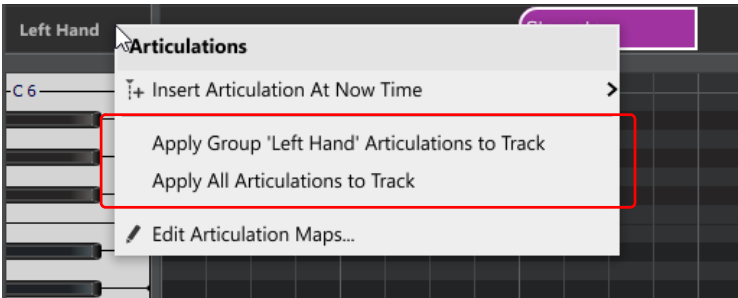 Left Hand
Articulations
Insert Articulation At Now Time
C 6
Apply Group 'Left Hand' Articulations to Track
Apply All Articulations to Track
Edit Articulation Maps...